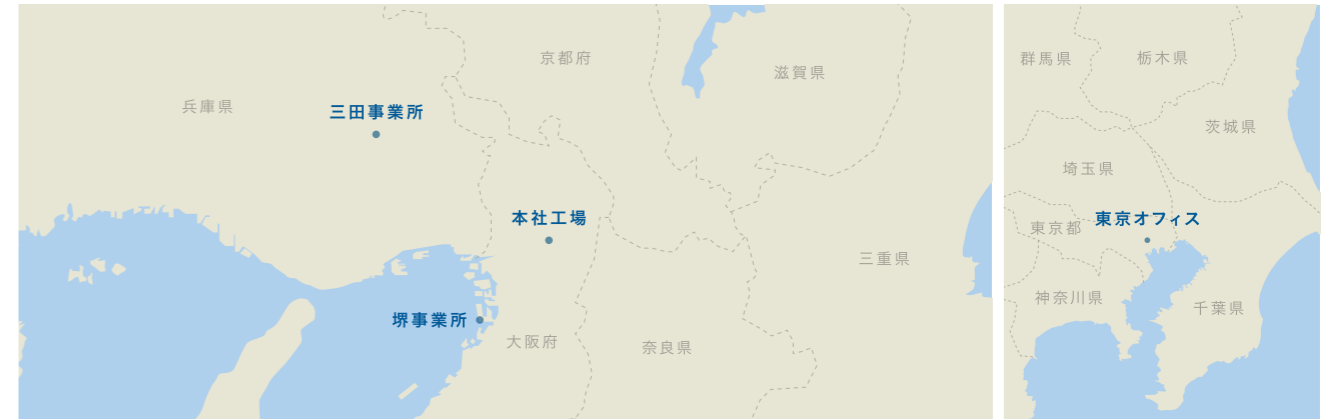 京都府
滋賀県
兵庫県
三田事業所
本社工場
三重県
堺事業所
大阪府
奈良県
群馬県
栃木県
茨城県
埼玉県
東京都
東京オフィス
神奈川県
千葉県